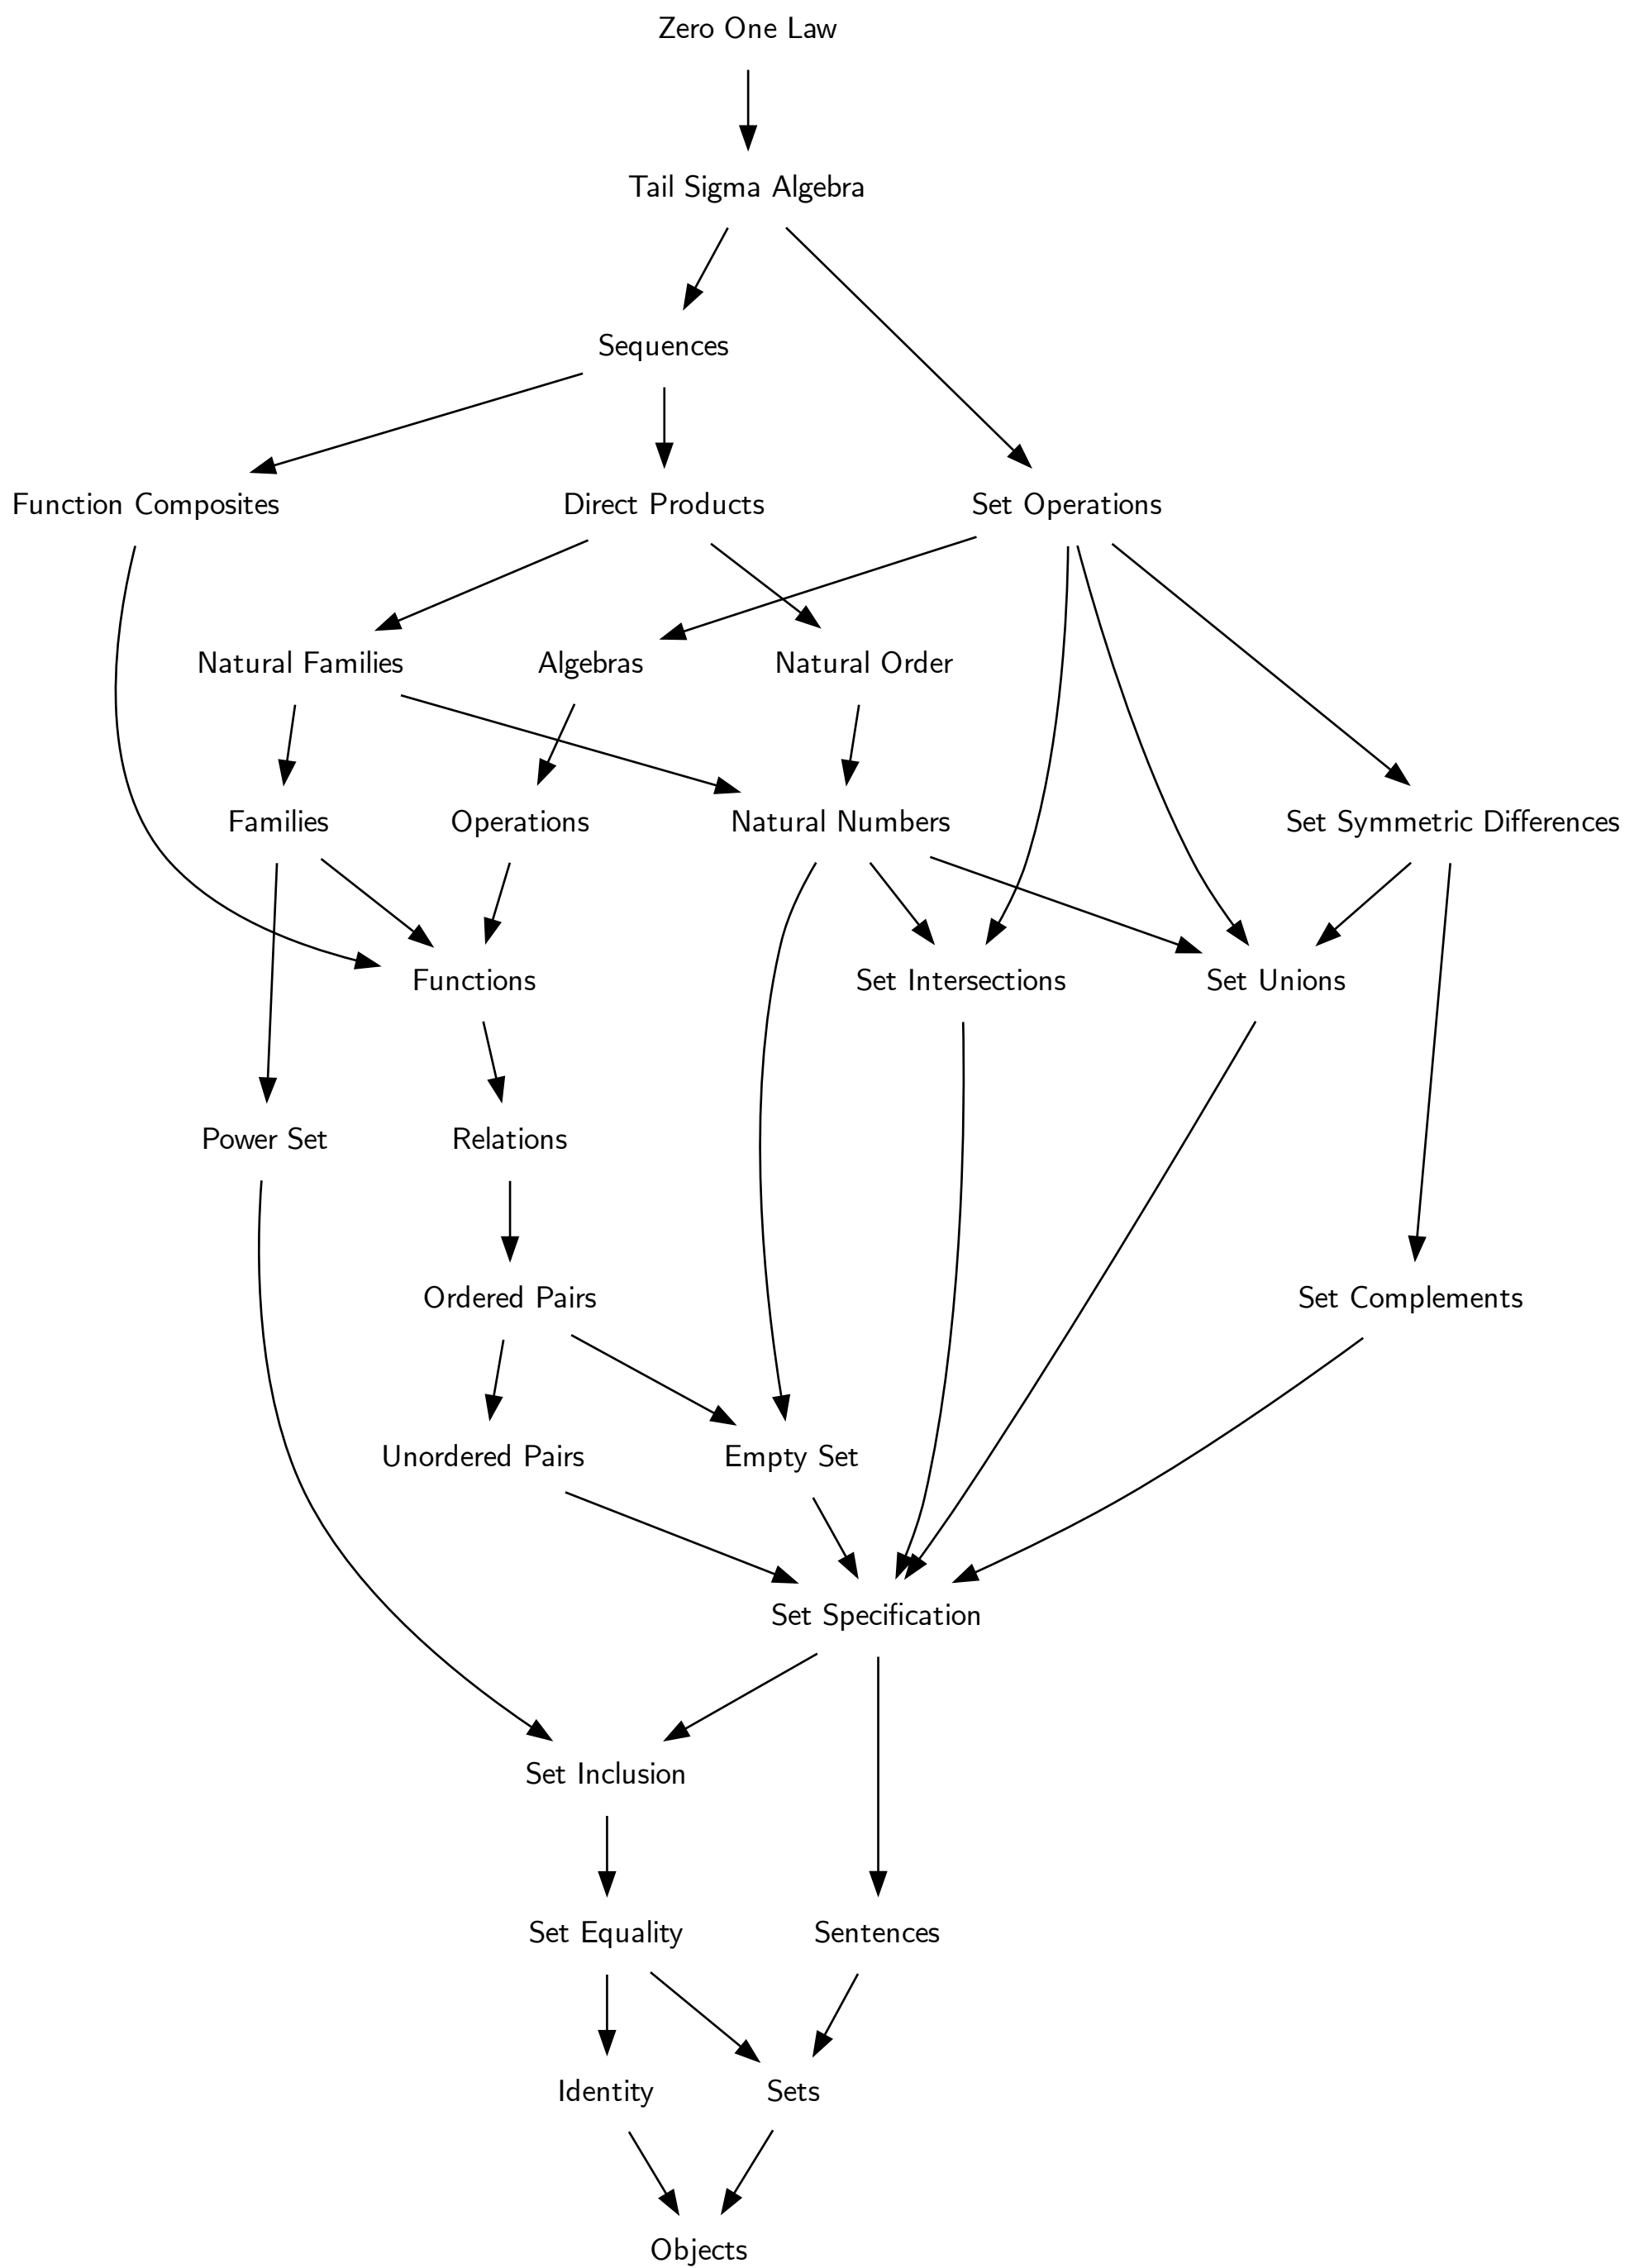 Zero One Law
Tail Sigma Algebra
Sequences
Function Composites
Direct Products
Set Operations
Natural Families
Algebras
Natural Order
Families
Operations
Natural Numbers
Set Symmetric Differences
Functions
Set Intersections
Set Unions
Power Set
Relations
Ordered Pairs
Set Complements
Unordered Pairs
Empty Set
Set Specification
Set Inclusion
Set Equality
Sentences
Identity
Sets
Objects